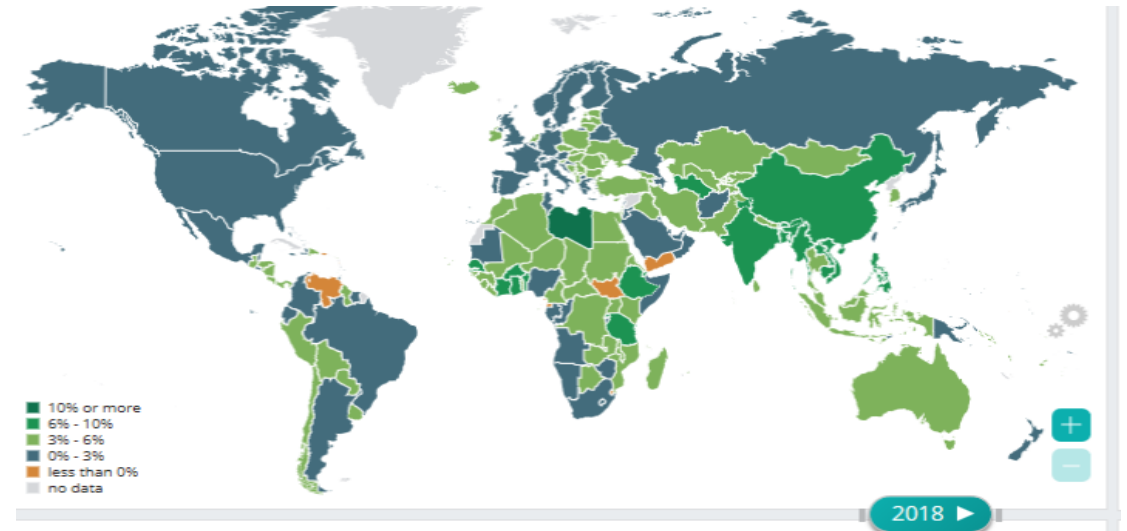 10% or more
6% - 10%
3% - 6%
0% - 3%
less than 0%
no data
2018